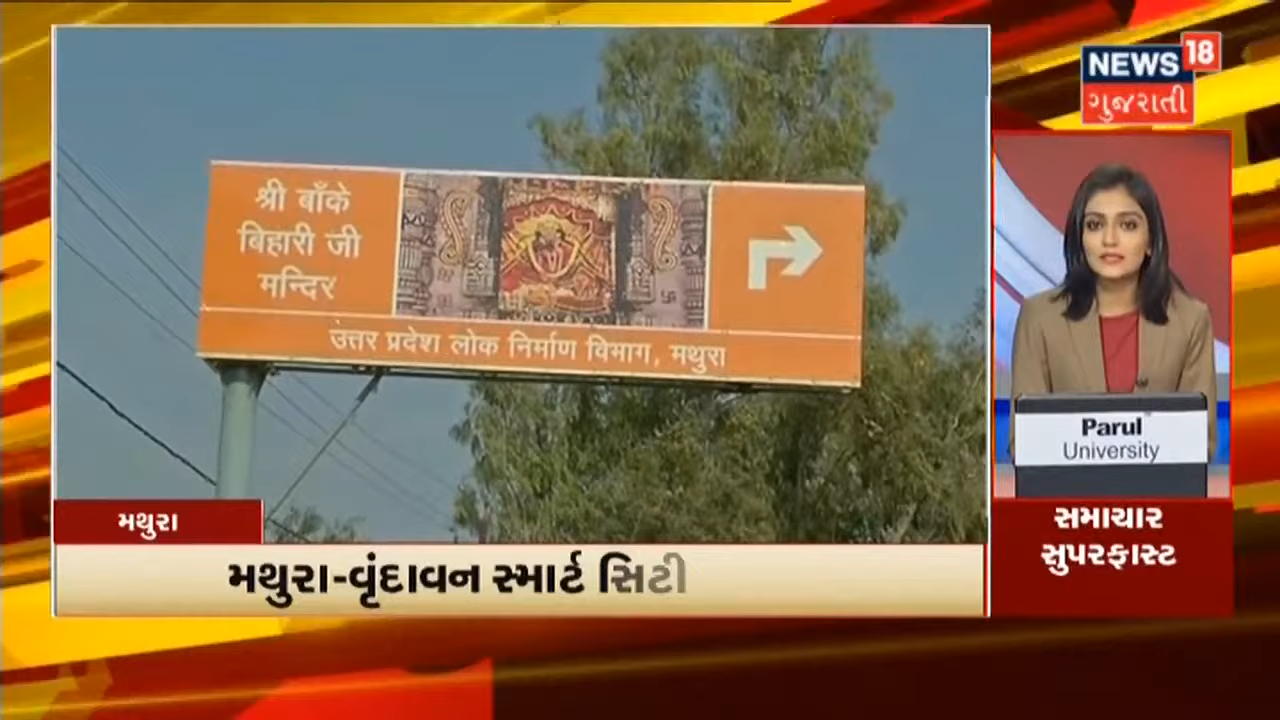 NEWS 18
ગુજરાતી
श्री बाँके
बिहारी जी
मन्दिर
उत्तर प्रदेश लोक निर्माण विभाग, मथुरा
Parul
University
મથુરા
મથુરા-વૃંદાવન સ્માર્ટ સિટી
સમાચાર
સુપરફાસ્ટ